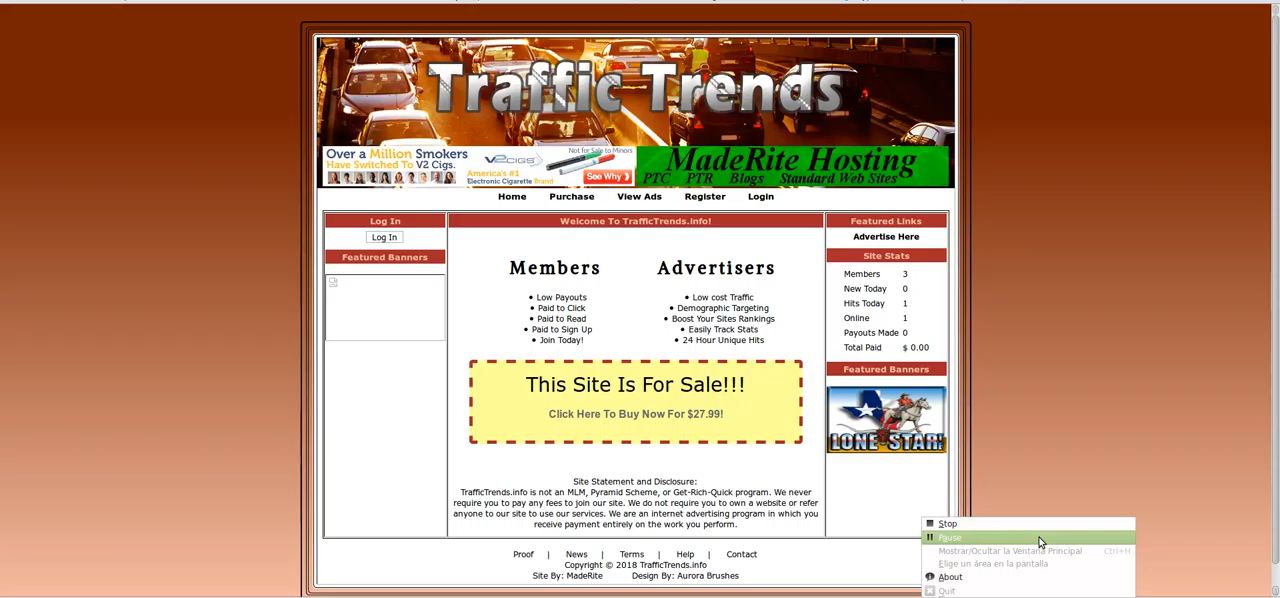 Traffic Trends
Over a Million Smokers
Have Switched To V2 Cigs.
V2CIGS
America's #1
Electronic Cigarette Brand
Not for Sale to Minors
See Why
MadeRite Hosting
PTC PTR Blogs Standard Web Sites
Home Purchase View Ads Register Login
Log In
Log In
Featured Banners
Welcome To TrafficTrends.info!
Members
• Low Payouts
• Paid to Click
• Paid to Read
• Paid to Sign Up
• Join Today!
Advertisers
• Low cost Traffic
• Demographic Targeting
• Boost Your Sites Rankings
• Easily Track Stats
• 24 Hour Unique Hits
This Site Is For Sale!!!
Click Here To Buy Now For $27.99!
Site Statement and Disclosure:
TrafficTrends.info is not an MLM, Pyramid Scheme, or Get-Rich-Quick program. We never
require you to pay any fees to join our site. We do not require you to own a website or refer
anyone to our site to use our services. We are an internet advertising program in which you
receive payment entirely on the work you perform.
Featured Links
Advertise Here
Site Stats
Members 3
New Today 0
Hits Today 1
Online 1
Payouts Made 0
Total Paid $ 0.00
Featured Banners
LONE STAR
Proof | News | Terms | Help | Contact
Copyright © 2018 TrafficTrends.info
Site By: MadeRite Design By: Aurora Brushes
Stop
Pause
Mostrar/Ocultar la Ventana Principal Ctrl+H
Elige un área en la pantalla
About
Quit